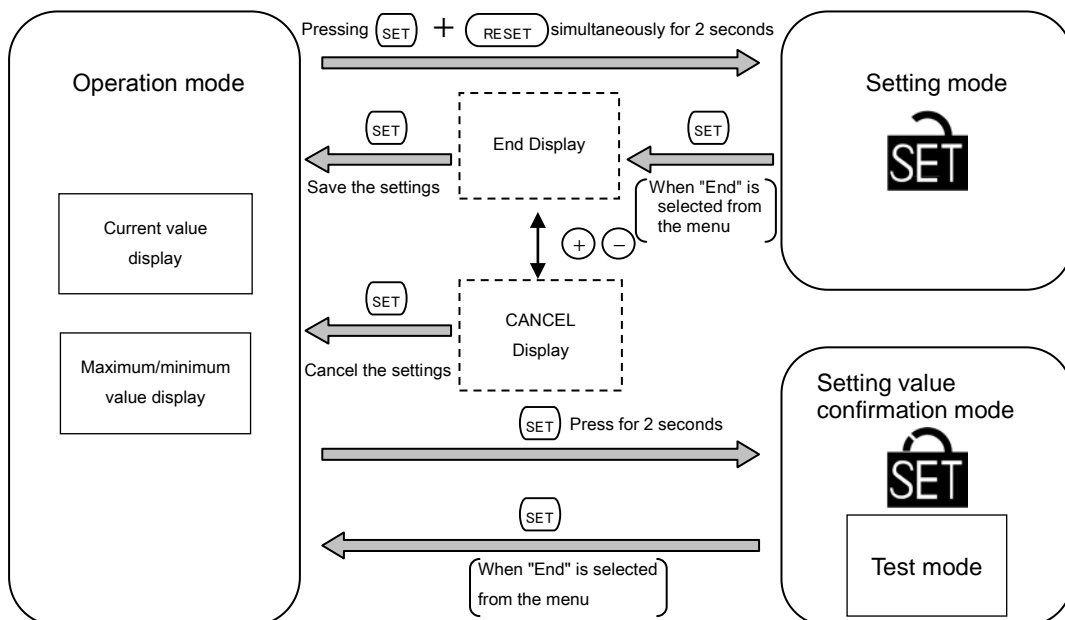 Pressing SET + RESET simultaneously for 2 seconds
Operation mode
Setting mode
SET
SET
End Display
SET
Save the settings
When "End" is
selected from
the menu
Current value
display
+ −
SET
CANCEL
Display
Cancel the settings
Maximum/minimum
value display
Setting value
confirmation mode
SET Press for 2 seconds
SET
SET
When "End" is selected
from the menu
Test mode